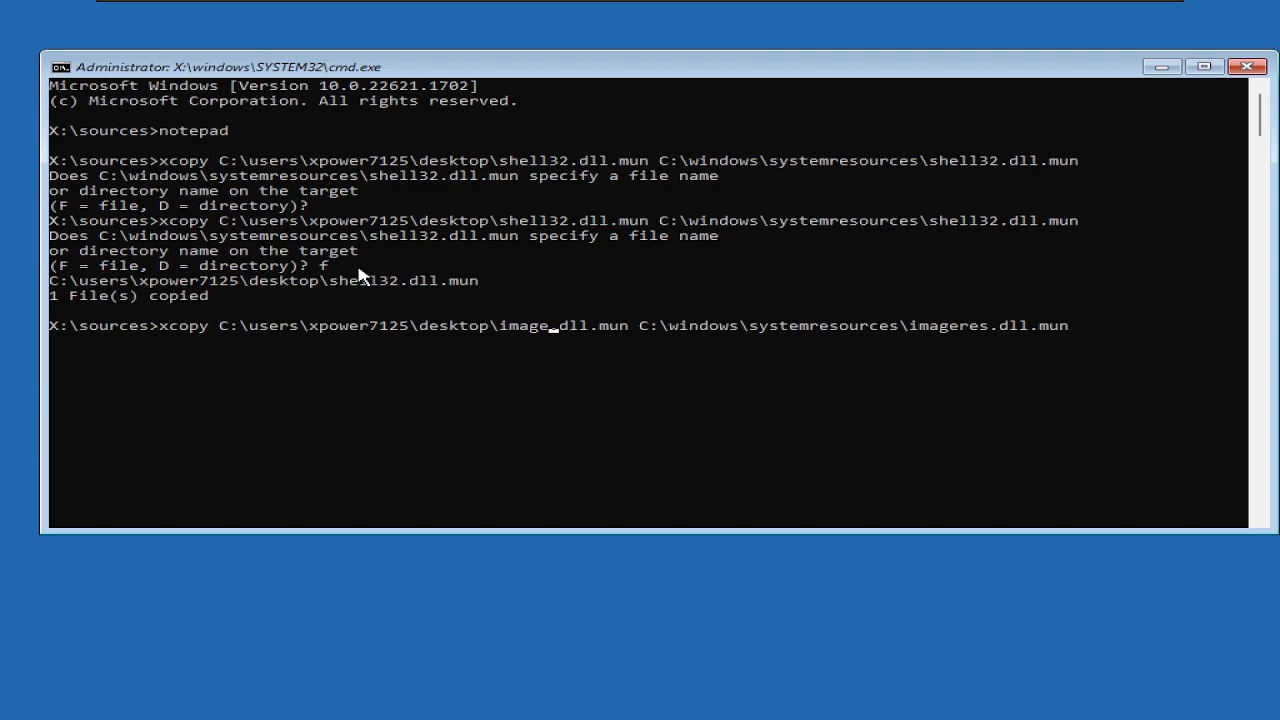 Administrator: X:\windows\SYSTEM32\cmd.exe
Microsoft Windows [Version 10.0.22621.1702]
(c) Microsoft Corporation. All rights reserved.
X:\sources>notepad
X:\sources>xcopy C:\users\xpower7125\desktop\shell32.dll.mun C:\windows\systemresources\shell32.dll.mun
Does C:\windows\systemresources\shell32.dll.mun specify a file name
or directory name on the target
(F = file, D = directory)?
X:\sources>xcopy C:\users\xpower7125\desktop\shell32.dll.mun C:\windows\systemresources\shell32.dll.mun
Does C:\windows\systemresources\shell32.dll.mun specify a file name
or directory name on the target
(F = file, D = directory)? f
C:\users\xpower7125\desktop\shell32.dll.mun
1 File(s) copied
X:\sources>xcopy C:\users\xpower7125\desktop\image.dll.mun C:\windows\systemresources\imageres.dll.mun